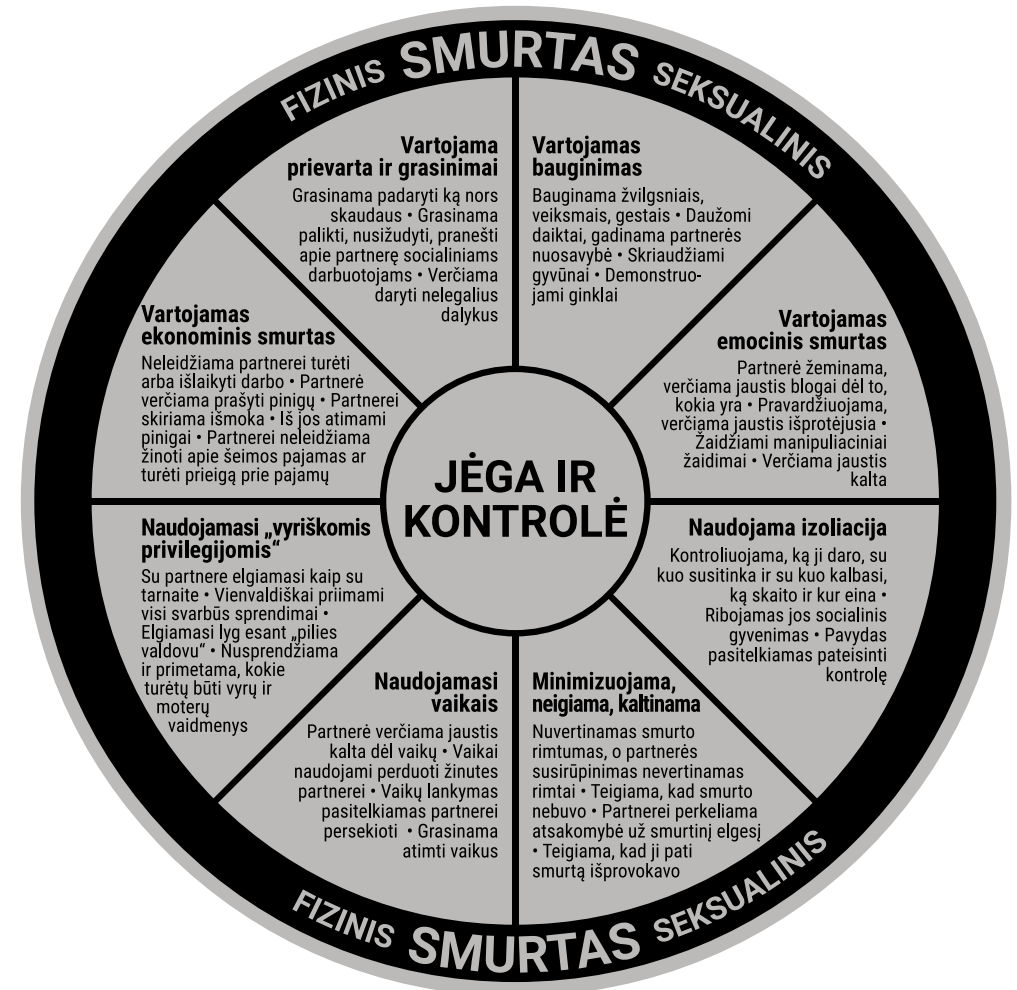 FIZINIS SMURTAS SEKSUALINIS
Vartojama
prievarta ir grasinimai
Grasinama padaryti ką nors
skaudaus • Grasinama
palikti, nusižudyti, pranešti
apie partnerę socialiniams
darbuotojams • Verčiama
daryti nelegalius
dalykus
Vartojamas
bauginimas
Bauginama žvilgsniais,
veiksmais, gestais • Daužomi
daiktai, gadinama partnerės
nuosavybė • Skriaudžiami
gyvūnai • Demonstruo-
jami ginklai
Vartojamas
ekonominis smurtas
Neleidžiama partnerei turėti
arba išlaikyti darbo • Partnerė
verčiama prašyti pinigų • Partnerei
skiriama išmoka • Iš jos atimami
pinigai • Partnerei neleidžiama
žinoti apie šeimos pajamas ar
turėti prieigą prie pajamų
Vartojamas
emocinis smurtas
Partnerė žeminama,
verčiama jaustis blogai dėl to,
kokia yra • Pravardžiuojama,
verčiama jaustis išprotėjusia •
Žaidžiami manipuliaciniai
žaidimai • Verčiama jaustis
kalta
JĖGA IR
KONTROLĖ
Naudojamasi „vyriškomis
privilegijomis“
Su partnere elgiamasi kaip su
tarnaite • Vienvaldiškai priimami
visi svarbūs sprendimai •
Elgiamasi lyg esant „pilies
valdovu“ • Nusprendžiama
ir primetama, kokie
turėtų būti vyrų ir
moterų
vaidmenys
Naudojama izoliacija
Kontroliuojama, ką ji daro, su
kuo susitinka ir su kuo kalbasi,
ką skaito ir kur eina •
Ribojamas jos socialinis
gyvenimas • Pavydas
pasitelkiamas pateisinti
kontrolę
Naudojamasi
vaikais
Partnerė verčiama jaustis
kalta dėl vaikų • Vaikai
naudojami perduoti žinutes
partnerei • Vaikų lankymas
pasitelkiamas partnerei
persekioti • Grasinama
atimti vaikus
Minimizuojama,
neigiama, kaltinama
Nuvertinamas smurto
rimtumas, o partnerės
susirūpinimas nevertinamas
rimtai • Teigiama, kad smurto
nebuvo • Partnerei perkeliama
atsakomybė už smurtinį elgesį
• Teigiama, kad ji pati
smurtą išprovokavo
FIZINIS SMURTAS SEKSUALINIS